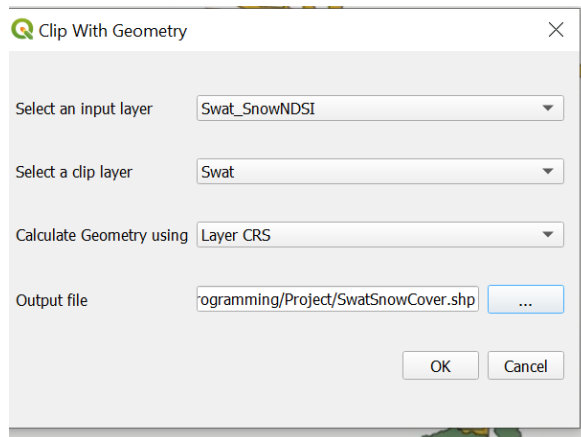 Clip With Geometry
Select an input layer Swat_SnowNDSI
Select a clip layer Swat
Calculate Geometry using Layer CRS
Output file rogramming/Project/SwatSnowCover.shp ...
OK Cancel